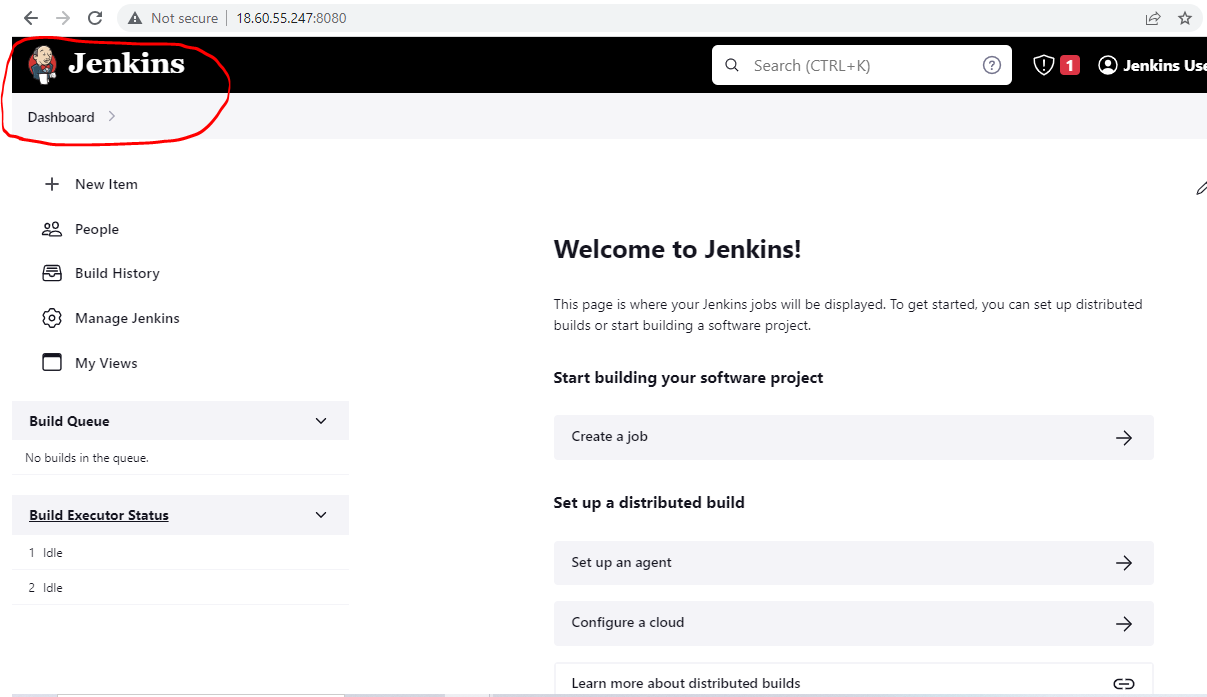 Not secure 18.60.55.247:8080
Jenkins
Search (CTRL+K)
1
Jenkins Use
Dashboard
New Item
People
Build History
Manage Jenkins
My Views
Build Queue
No builds in the queue.
Build Executor Status
1 Idle
2 Idle
Welcome to Jenkins!
This page is where your Jenkins jobs will be displayed. To get started, you can set up distributed
builds or start building a software project.
Start building your software project
Create a job
Set up a distributed build
Set up an agent
Configure a cloud
Learn more about distributed builds